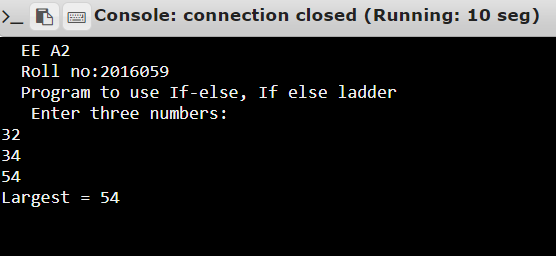 >_ Console: connection closed (Running: 10 seg)
EE A2
Roll no:2016059
Program to use If-else, If else ladder
Enter three numbers:
32
34
54
Largest = 54